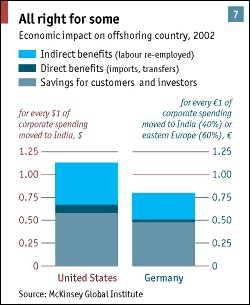 All right for some
7
Economic impact on offshoring country, 2002
Indirect benefits (labour re-employed)
Direct benefits (imports, transfers)
Savings for customers and investors
for every $1 of
corporate spending
moved to India, $
for every €1 of
corporate spending
moved to India (40%) or
eastern Europe (60%), €
1.25
1.00
0.75
0.50
0.25
0
1.25
1.00
0.75
0.50
0.25
0
United States
Germany
Source: McKinsey Global Institute